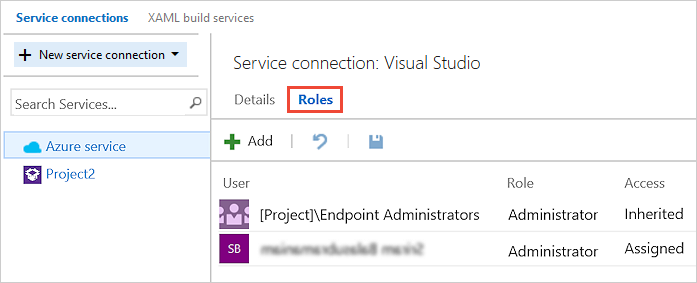 Service connections XAML build services
+ New service connection
Search Services...
Azure service
Project2
Service connection: Visual Studio
Details Roles
+ Add
User Role Access
[Project]\Endpoint Administrators Administrator Inherited
SB Administrator Assigned